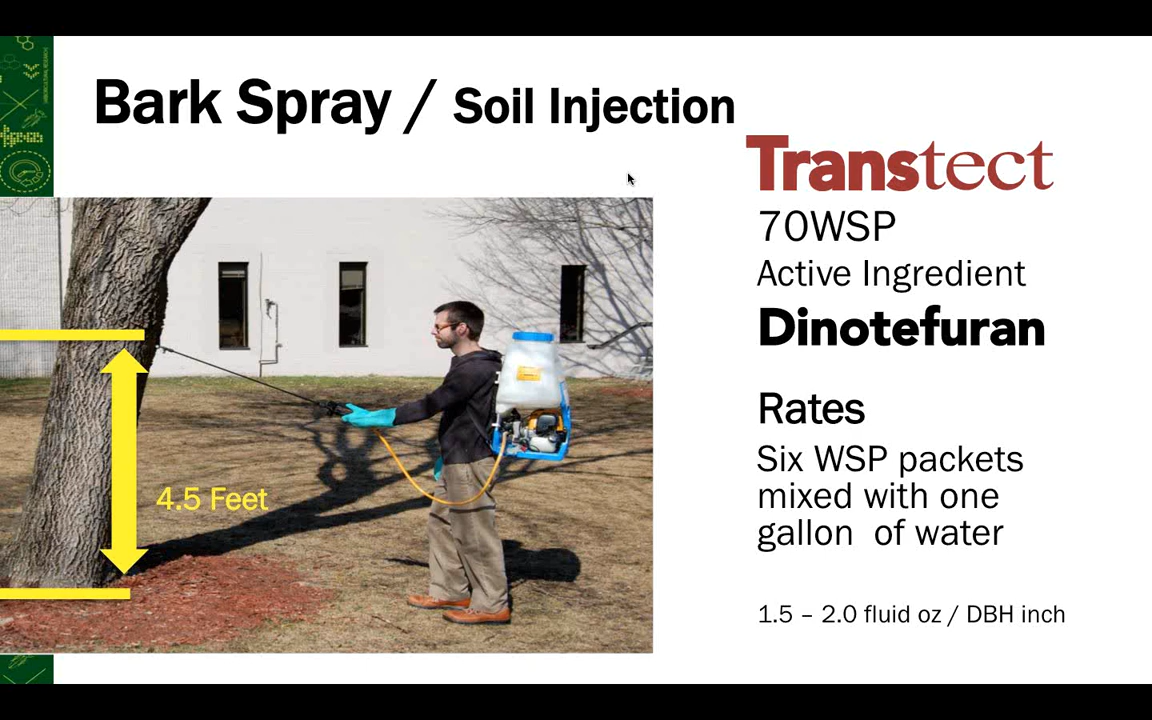 Bark Spray / Soil Injection
Transtect
70WSP
Active Ingredient
Dinotefuran
Rates
Six WSP packets
mixed with one
gallon of water
1.5 – 2.0 fluid oz / DBH inch
4.5 Feet